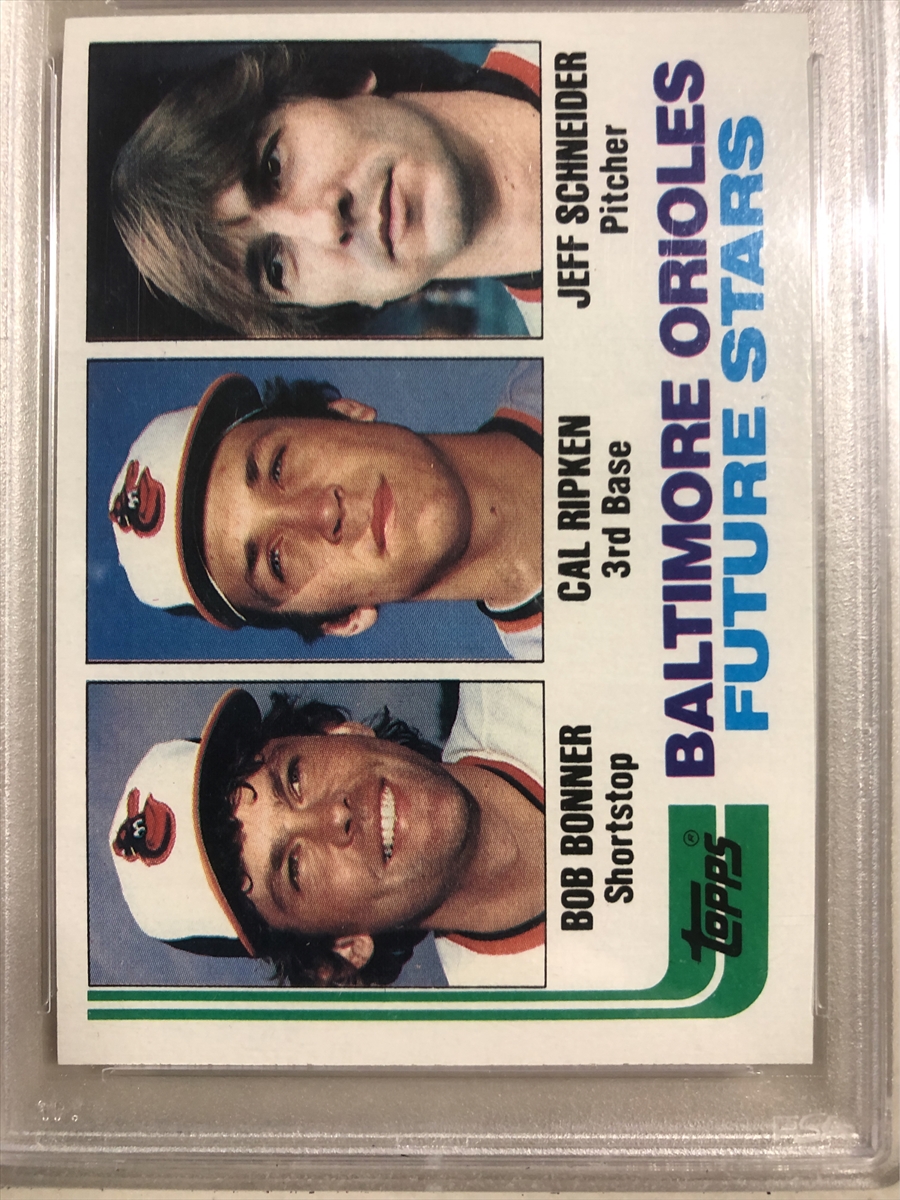 BOB BONNER
Shortstop
CAL RIPKEN
3rd Base
JEFF SCHNEIDER
Pitcher
topps®
BALTIMORE ORIOLES
FUTURE STARS